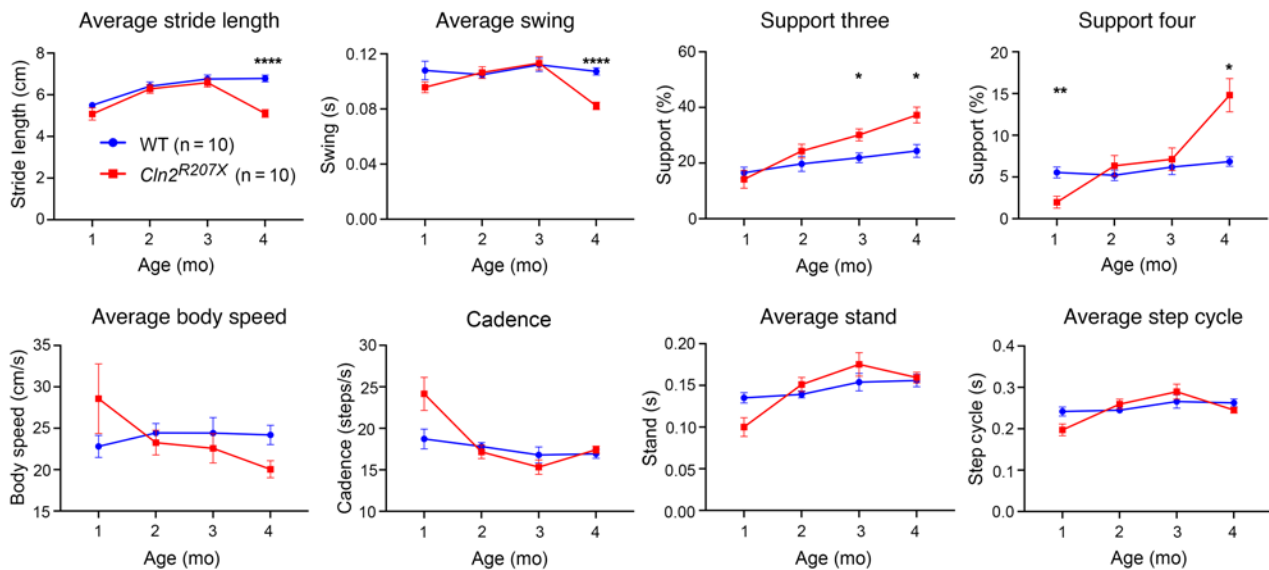 Average stride length
Stride length (cm)
8
6
4
2
0
****
WT (n = 10)
Cln2R207X (n = 10)
1 2 3 4
Age (mo)
Average swing
Swing (s)
0.12
0.08
0.04
0.00
****
1 2 3 4
Age (mo)
Support three
Support (%)
60
40
20
0
* *
1 2 3 4
Age (mo)
Support four
Support (%)
20
15
10
5
0
** *
1 2 3 4
Age (mo)
Average body speed
Body speed (cm/s)
35
30
25
20
15
1 2 3 4
Age (mo)
Cadence
Cadence (steps/s)
30
25
20
15
10
1 2 3 4
Age (mo)
Average stand
Stand (s)
0.20
0.15
0.10
0.05
0.00
1 2 3 4
Age (mo)
Average step cycle
Step cycle (s)
0.4
0.3
0.2
0.1
0.0
1 2 3 4
Age (mo)